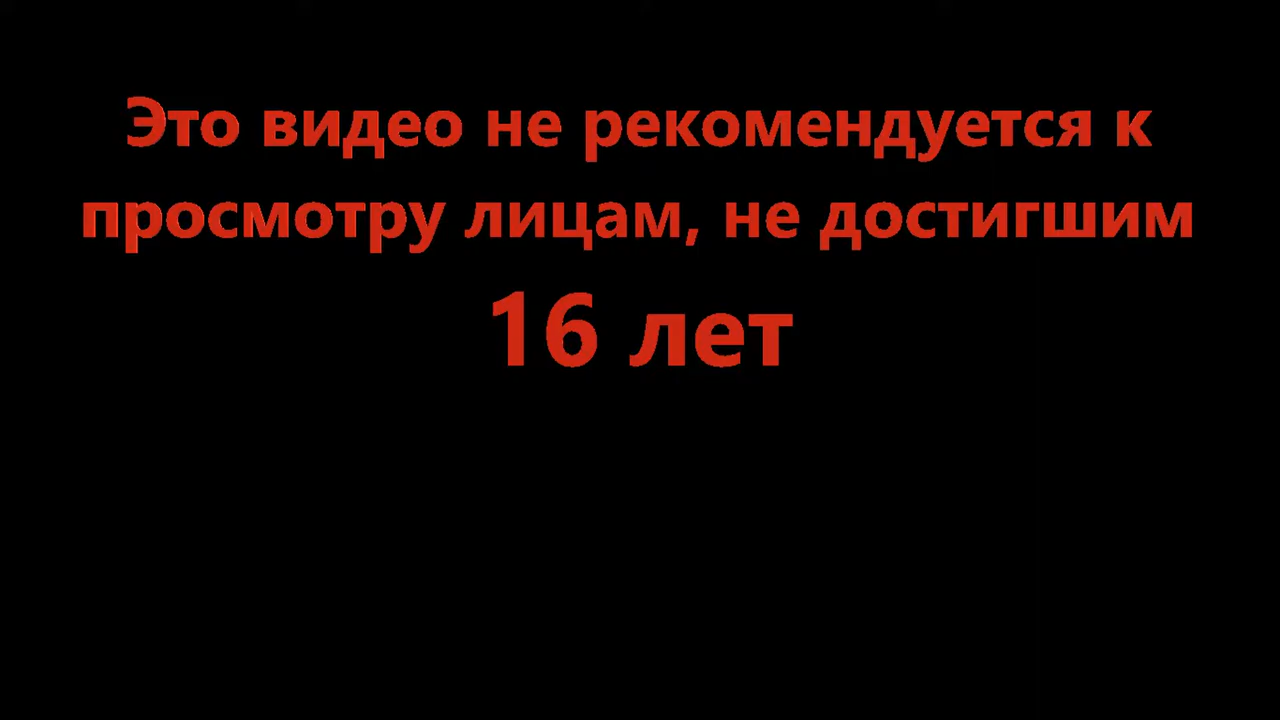 Это видео не рекомендуется к
просмотру лицам, не достигшим
16 лет